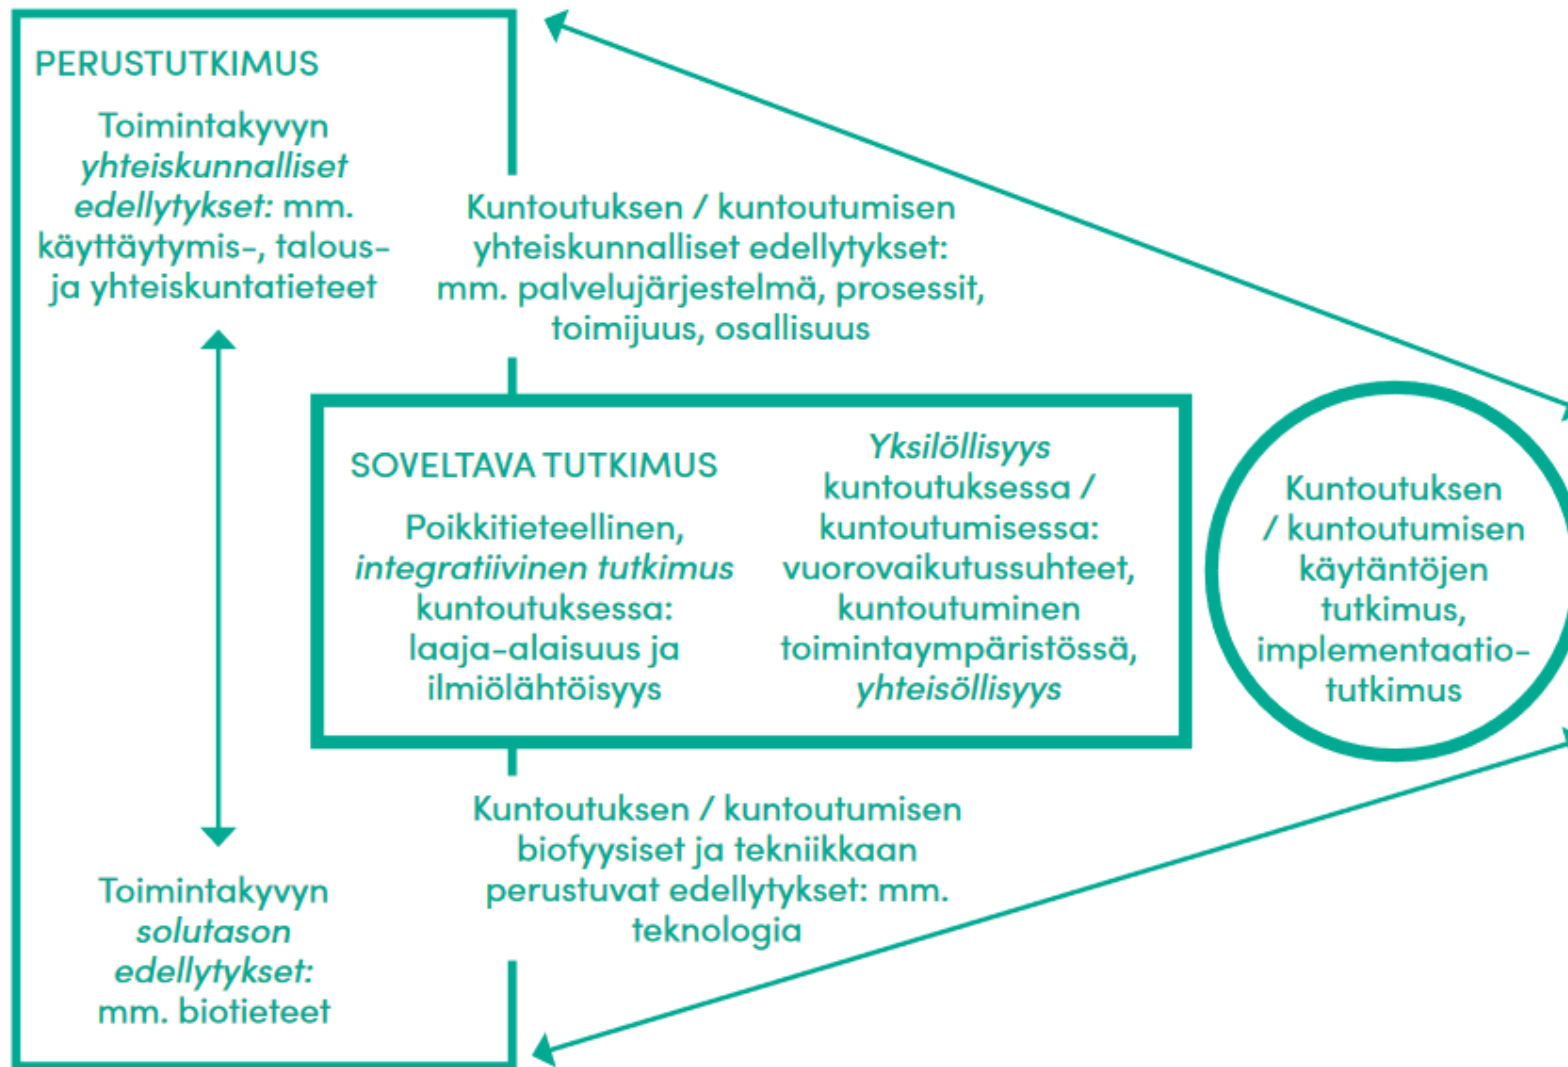 PERUSTUTKIMUS
Toimintakyvyn
yhteiskunnalliset
edellytykset: mm.
käyttäytymis-, talous-
ja yhteiskuntatieteet
Kuntoutuksen / kuntoutumisen
yhteiskunnalliset edellytykset:
mm. palvelujärjestelmä, prosessit,
toimijuus, osallisuus
SOVELTAVA TUTKIMUS
Poikkitieteellinen,
integratiivinen tutkimus
kuntoutuksessa:
laaja-alaisuus ja
ilmiölähtöisyys
Yksilöllisyys
kuntoutuksessa /
kuntoutumisessa:
vuorovaikutussuhteet,
kuntoutuminen
toimintaympäristössä,
yhteisöllisyys
Kuntoutuksen
/ kuntoutumisen
käytäntöjen
tutkimus,
implementaatio-
tutkimus
Kuntoutuksen / kuntoutumisen
biofyysiset ja tekniikkaan
perustuvat edellytykset: mm.
teknologia
Toimintakyvyn
solutason
edellytykset:
mm. biotieteet